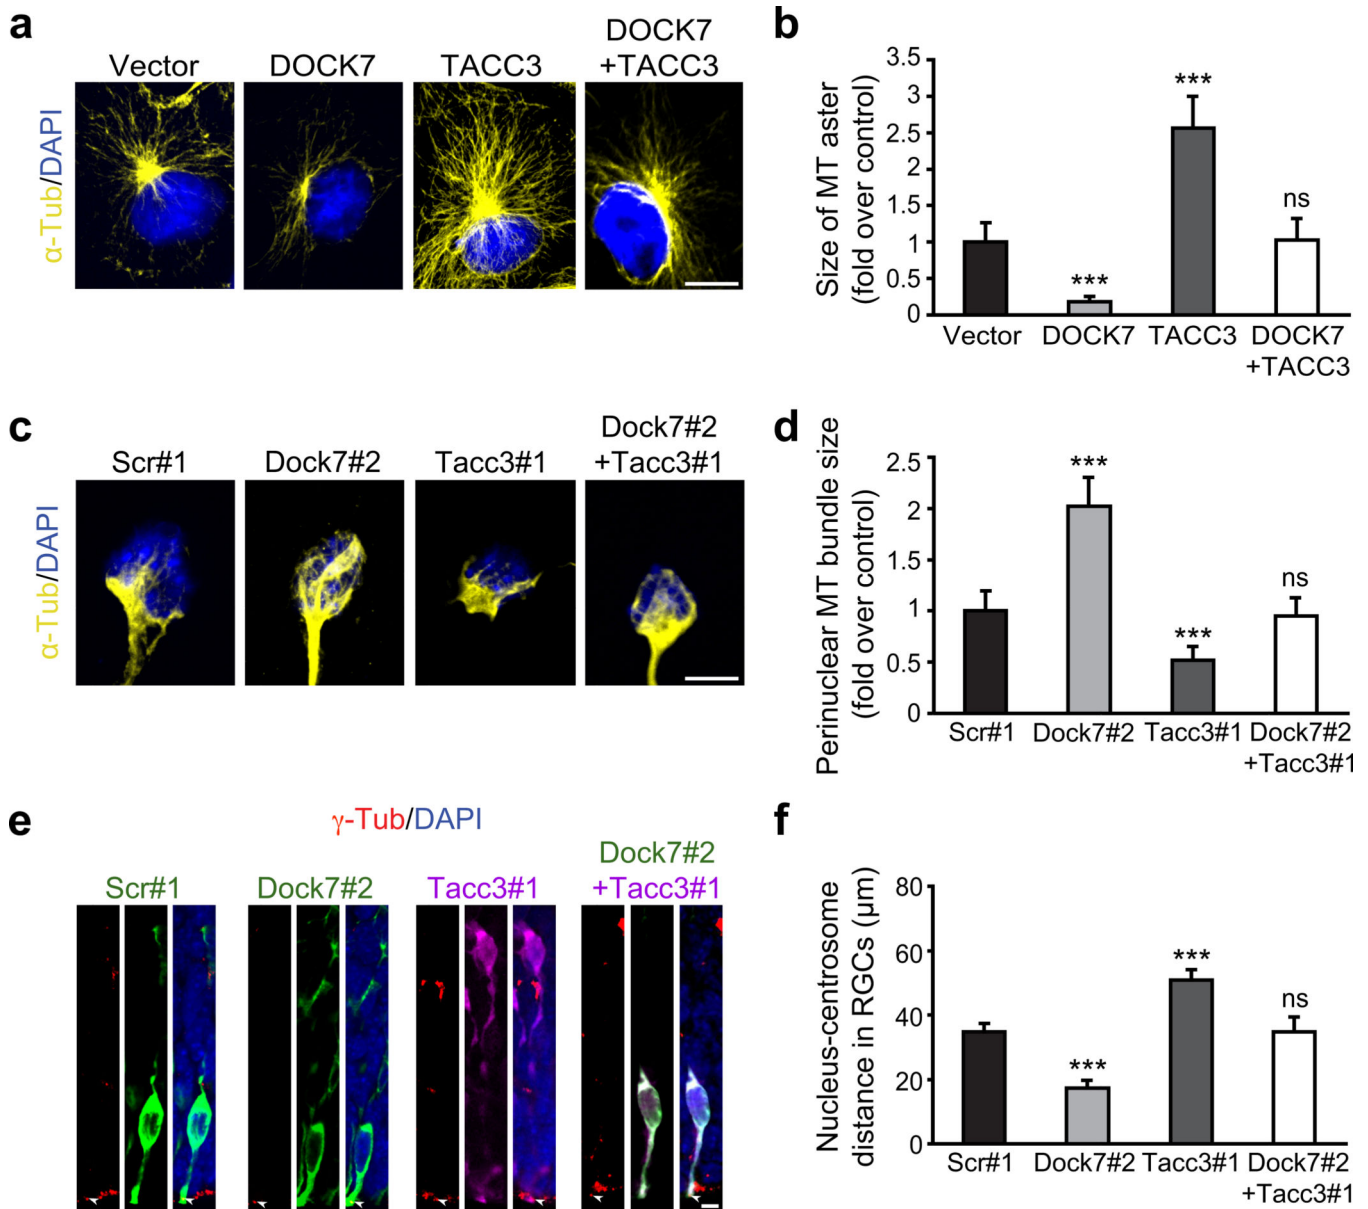 a
Vector
DOCK7
TACC3
DOCK7
+TACC3
α-Tub/DAPI
b
Size of MT aster
(fold over control)
3.5
3
2.5
2
1.5
1
0.5
0
***
***
ns
Vector
DOCK7
TACC3
DOCK7
+TACC3
c
Scr#1
Dock7#2
Tacc3#1
Dock7#2
+Tacc3#1
α-Tub/DAPI
d
Perinuclear MT bundle size
(fold over control)
2.5
2
1.5
1
0.5
0
***
***
ns
Scr#1
Dock7#2
Tacc3#1
Dock7#2
+Tacc3#1
e
γ-Tub/DAPI
Scr#1
Dock7#2
Tacc3#1
Dock7#2
+Tacc3#1
f
Nucleus-centrosome
distance in RGCs (μm)
80
60
40
20
0
***
***
ns
Scr#1
Dock7#2
Tacc3#1
Dock7#2
+Tacc3#1